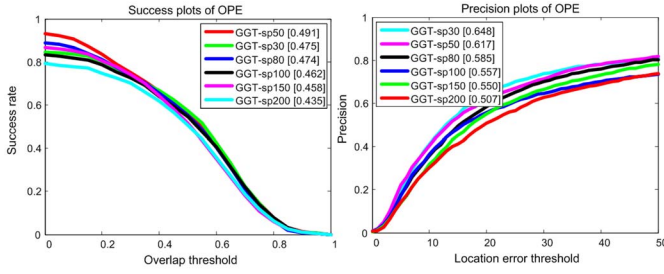 Success plots of OPE
GGT-sp50 [0.491]
GGT-sp30 [0.475]
GGT-sp80 [0.474]
GGT-sp100 [0.462]
GGT-sp150 [0.458]
GGT-sp200 [0.435]
Success rate
1
0.8
0.6
0.4
0.2
0
0
0.2
0.4
0.6
0.8
1
Overlap threshold
Precision plots of OPE
GGT-sp30 [0.648]
GGT-sp50 [0.617]
GGT-sp80 [0.585]
GGT-sp100 [0.557]
GGT-sp150 [0.550]
GGT-sp200 [0.507]
Precision
1
0.8
0.6
0.4
0.2
0
0
10
20
30
40
50
Location error threshold